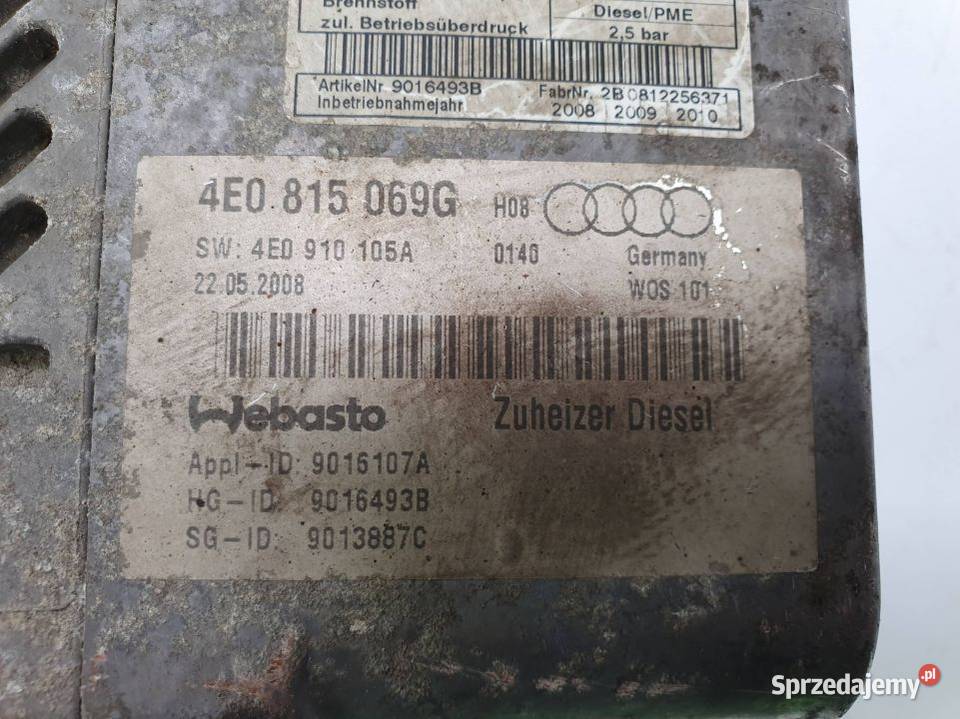 Brennstoff Diesel/PME
zul. Betriebsüberdruck 2,5 bar
ArtikelNr. 9016493B FabrNr. 2B0812256371
Inbetriebnahmejahr 2008 2009 2010
4E0 815 069G H08
SW: 4E0 910 105A 0140 Germany
22.05.2008 WOS 101
Webasto Zuheizer Diesel
Appl-ID: 9016107A
HG-ID: 9016493B
SG-ID: 9013887C
Sprzedajemy.pl